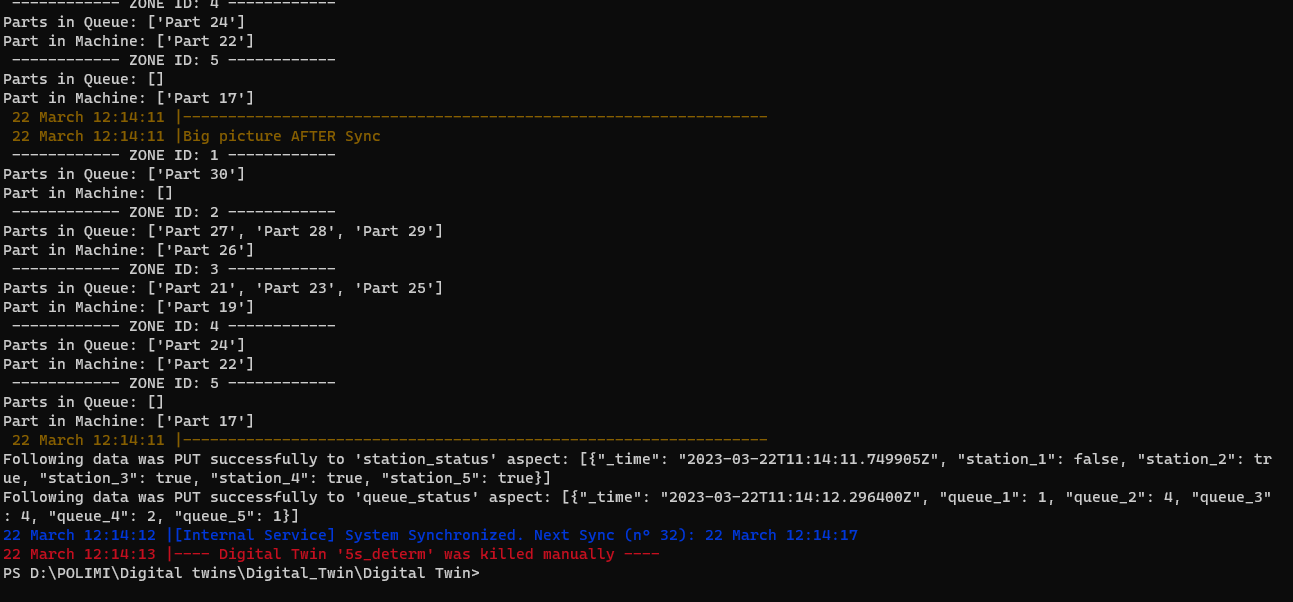 ------------ ZONE ID: 4 ------------
Parts in Queue: ['Part 24']
Part in Machine: ['Part 22']
------------ ZONE ID: 5 ------------
Parts in Queue: []
Part in Machine: ['Part 17']
22 March 12:14:11 |-----------------------------------------------------------------
22 March 12:14:11 |Big picture AFTER Sync
------------ ZONE ID: 1 ------------
Parts in Queue: ['Part 30']
Part in Machine: []
------------ ZONE ID: 2 ------------
Parts in Queue: ['Part 27', 'Part 28', 'Part 29']
Part in Machine: ['Part 26']
------------ ZONE ID: 3 ------------
Parts in Queue: ['Part 21', 'Part 23', 'Part 25']
Part in Machine: ['Part 19']
------------ ZONE ID: 4 ------------
Parts in Queue: ['Part 24']
Part in Machine: ['Part 22']
------------ ZONE ID: 5 ------------
Parts in Queue: []
Part in Machine: ['Part 17']
22 March 12:14:11 |-----------------------------------------------------------------
Following data was PUT successfully to 'station_status' aspect: [{"_time": "2023-03-22T11:14:11.749905Z", "station_1": false, "station_2": tr
ue, "station_3": true, "station_4": true, "station_5": true}]
Following data was PUT successfully to 'queue_status' aspect: [{"_time": "2023-03-22T11:14:12.296400Z", "queue_1": 1, "queue_2": 4, "queue_3"
: 4, "queue_4": 2, "queue_5": 1}]
22 March 12:14:12 |[Internal Service] System Synchronized. Next Sync (n° 32): 22 March 12:14:17
22 March 12:14:13 |---- Digital Twin '5s_determ' was killed manually ----
PS D:\POLIMI\Digital twins\Digital_Twin\Digital Twin>